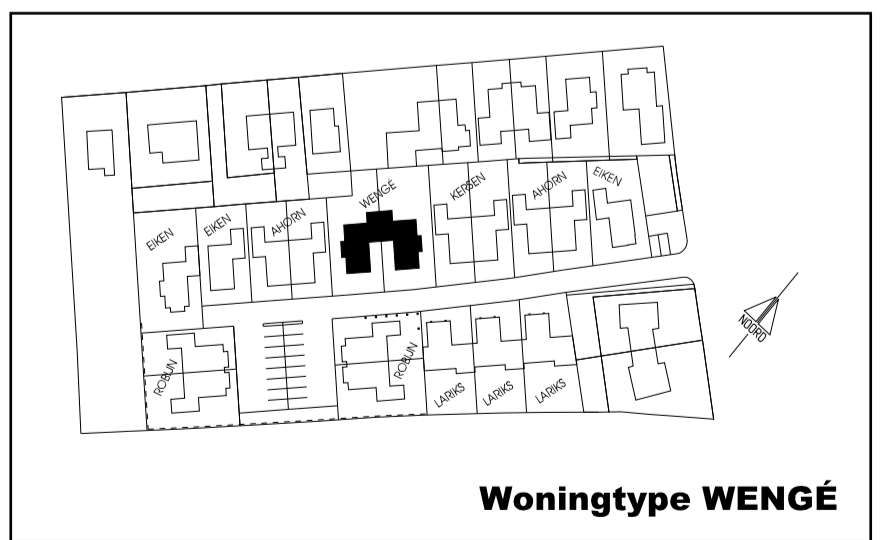 WENGÉ
KERSEN
AHORN
EIKEN
EIKEN
EIKEN
AHORN
NOORD
ROBIJN
ROBIJN
LARIKS
LARIKS
LARIKS
Woningtype WENGÉ